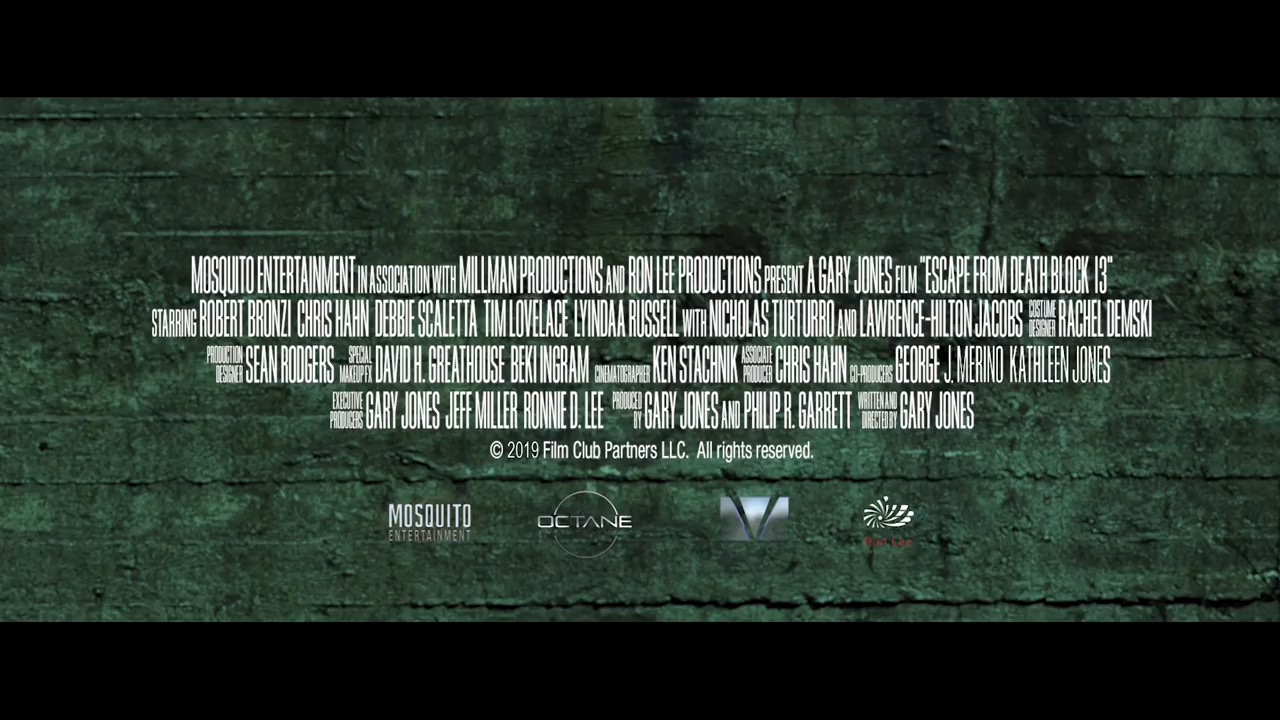 MOSQUITO ENTERTAINMENT IN ASSOCIATION WITH MILLMAN PRODUCTIONS AND RON LEE PRODUCTIONS PRESENT A GARY JONES FILM "ESCAPE FROM DEATH BLOCK 13"
STARRING ROBERT BRONZI CHRIS HAHN DEBBIE SCALETTA TIM LOVELACE LYINDAA RUSSELL WITH NICHOLAS TURTURRO AND LAWRENCE-HILTON JACOBS COSTUME DESIGNER RACHEL DEMSKI
PRODUCTION DESIGNER SEAN RODGERS SPECIAL MAKEUP FX DAVID H. GREATHOUSE BEKI INGRAM CINEMATOGRAPHER KEN STACHNIK ASSOCIATE PRODUCER CHRIS HAHN CO-PRODUCERS GEORGE J. MERINO KATHLEEN JONES
EXECUTIVE PRODUCERS GARY JONES JEFF MILLER RONNIE D. LEE PRODUCED BY GARY JONES AND PHILIP R. GARRETT WRITTEN AND DIRECTED BY GARY JONES
© 2019 Film Club Partners LLC. All rights reserved.
MOSQUITO ENTERTAINMENT
OCTANE
Ron Lee